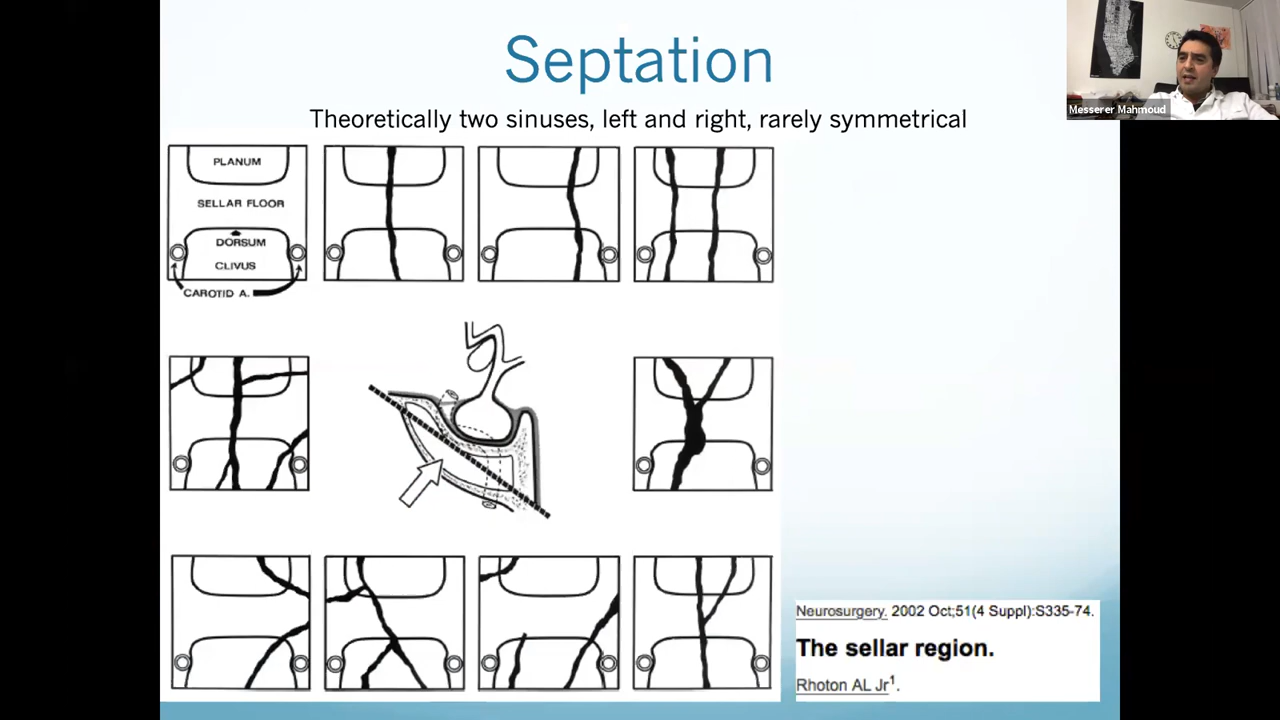 Septation
Theoretically two sinuses, left and right, rarely symmetrical
Messerer Mahmoud
PLANUM
SELLAR FLOOR
DORSUM
CLIVUS
CAROTID A.
Neurosurgery. 2002 Oct;51(4 Suppl):S335-74.
The sellar region.
Rhoton AL Jr1.